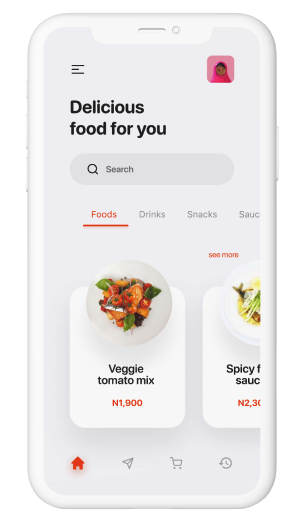 Delicious
food for you
Search
Foods Drinks Snacks Sauc
see more
Veggie
tomato mix
N1,900
Spicy f
sauc
N2,30